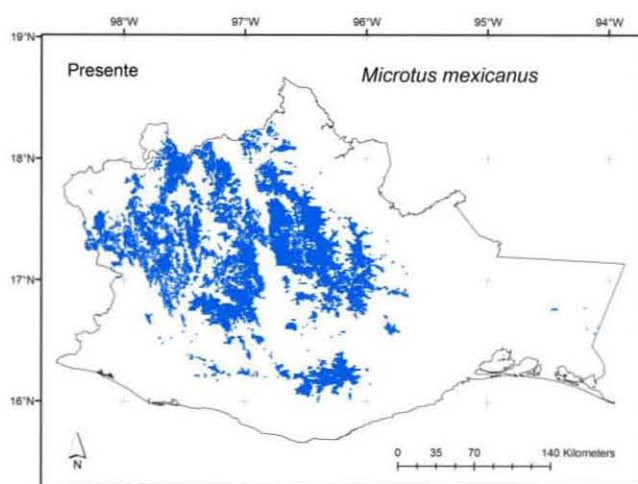 98°W 97°W 96°W 95°W 94°W
19°N
Presente Microtus mexicanus
18°N
17°N
16°N
N
0 35 70 140 Kilometers